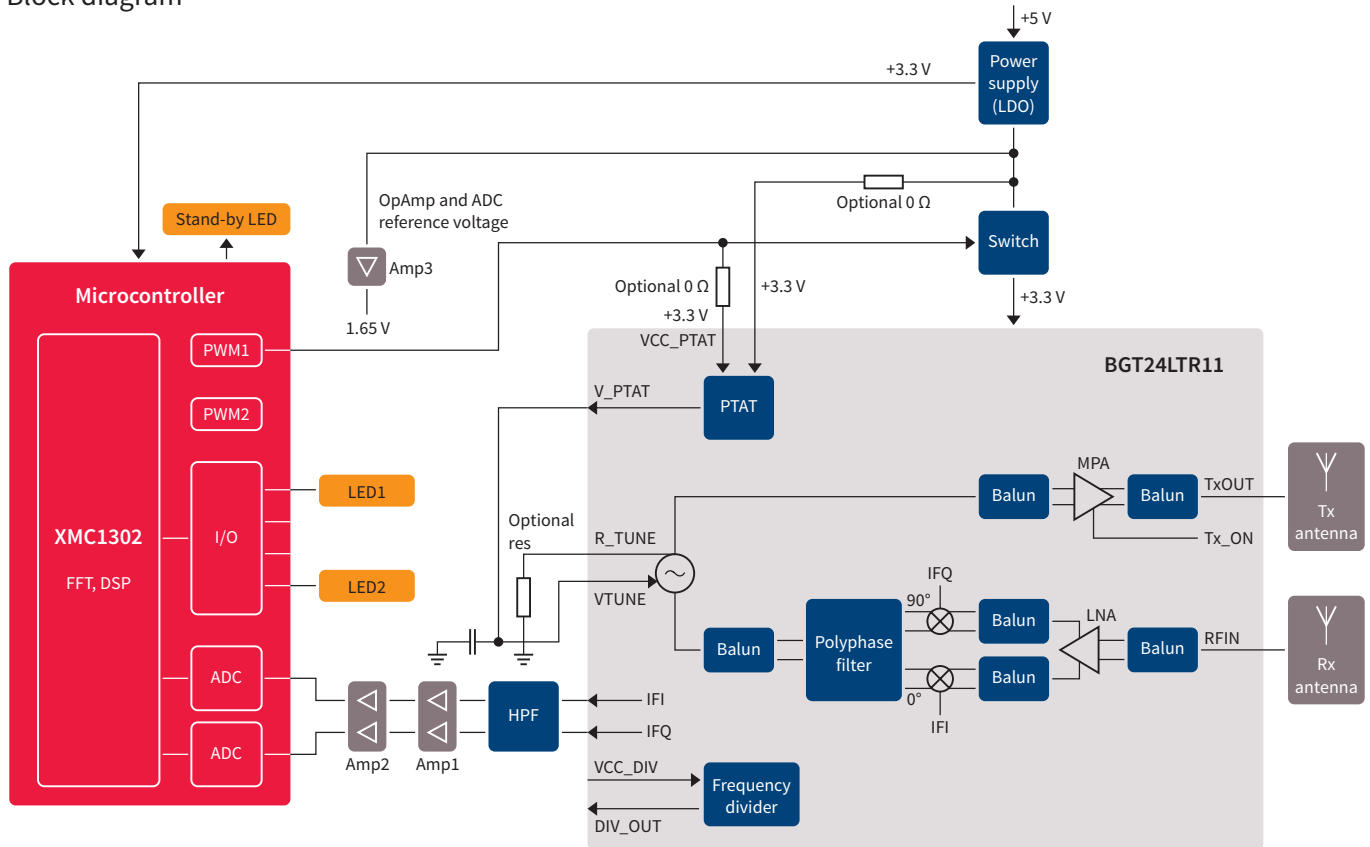 Block diagram
+5 V
Power
supply
(LDO)
+3.3 V
OpAmp and ADC
reference voltage
Optional 0 Ω
Stand-by LED
Switch
Amp3
Optional 0 Ω
+3.3 V
+3.3 V
+3.3 V
1.65 V
VCC_PTAT
Microcontroller
PWM1
PWM2
XMC1302
FFT, DSP
I/O
LED1
LED2
ADC
ADC
BGT24LTR11
V_PTAT
PTAT
MPA
Balun
Balun
TxOUT
Tx_ON
Tx
antenna
Optional
res
R_TUNE
~
VTUNE
IFQ
90°
Balun
LNA
Balun
Polyphase
filter
Balun
Balun
RFIN
0°
IFI
Rx
antenna
HPF
IFI
IFQ
Amp2
Amp1
VCC_DIV
Frequency
divider
DIV_OUT